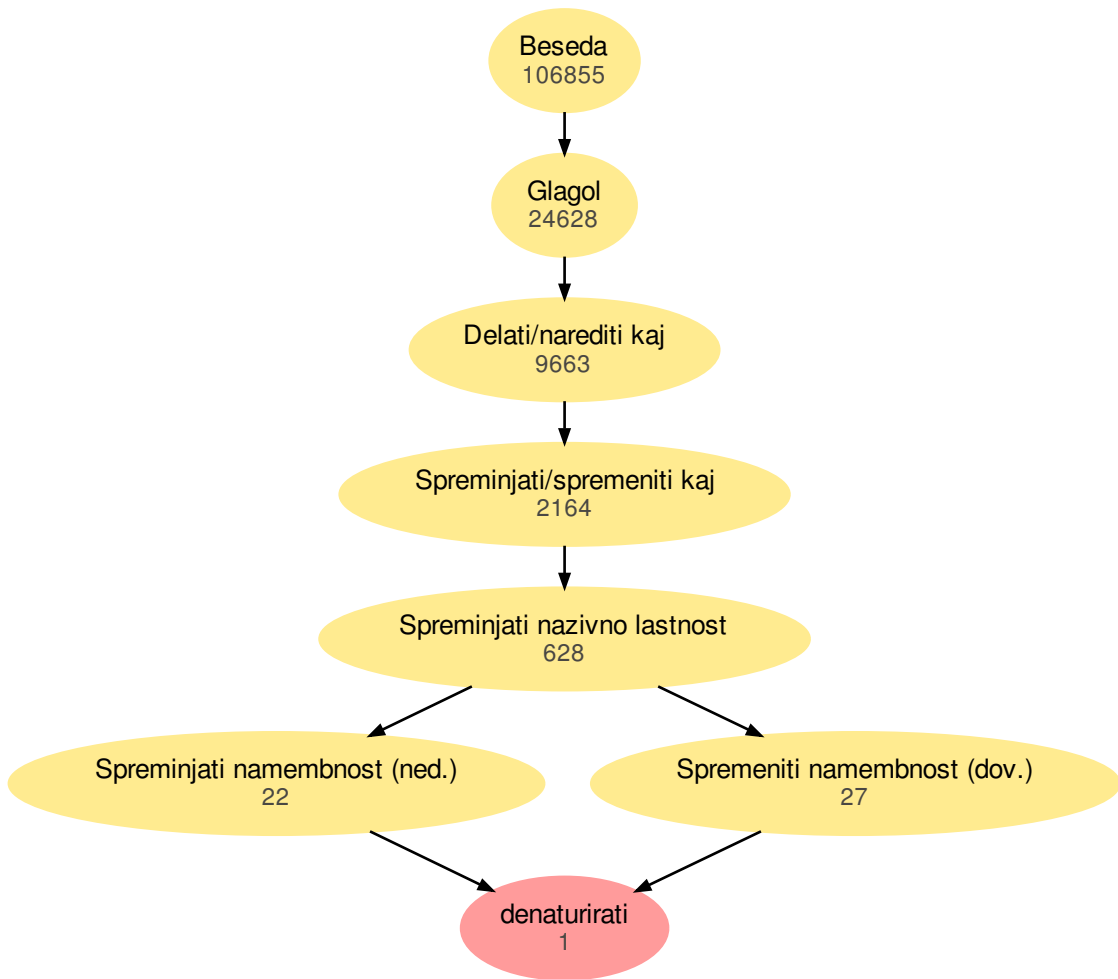 Beseda
106855
Glagol
24628
Delati/narediti kaj
9663
Spreminjati/spremeniti kaj
2164
Spreminjati nazivno lastnost
628
Spreminjati namembnost (ned.)
22
Spremeniti namembnost (dov.)
27
denaturirati
1